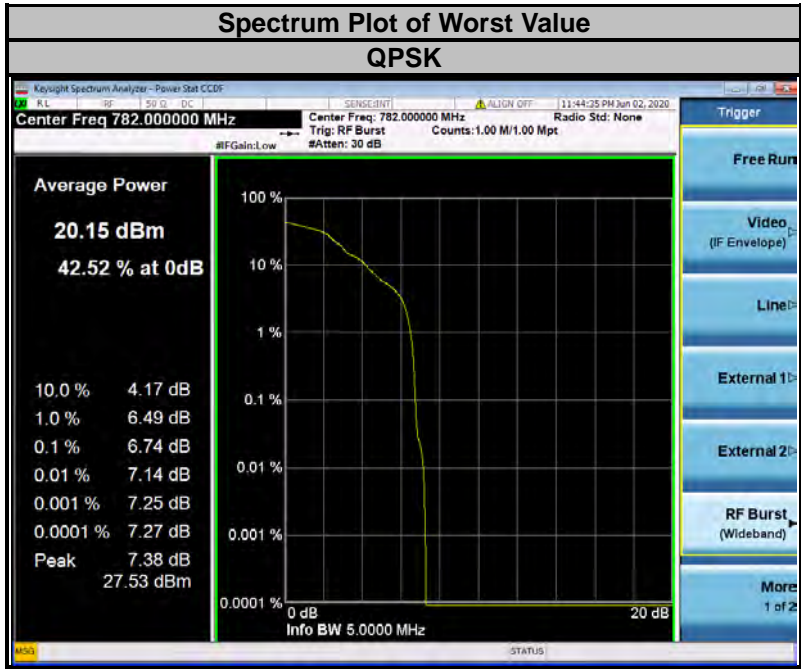 Spectrum Plot of Worst Value
QPSK
Keysight Spectrum Analyzer - Power Stat CCDF
RL RF 50 Ω DC SENSE:INT ALIGN OFF 11:44:35 PM Jun 02, 2020
Center Freq 782.000000 MHz
Center Freq: 782.000000 MHz Radio Std: None
Trig: RF Burst Counts:1.00 M/1.00 Mpt
#IFGain:Low #Atten: 30 dB
Trigger
Free Run
Video
(IF Envelope)
Line
External 1
External 2
RF Burst
(Wideband)
More
1 of 2
Average Power
20.15 dBm
42.52 % at 0dB
10.0 % 4.17 dB
1.0 % 6.49 dB
0.1 % 6.74 dB
0.01 % 7.14 dB
0.001 % 7.25 dB
0.0001 % 7.27 dB
Peak 7.38 dB
27.53 dBm
100 %
10 %
1 %
0.1 %
0.01 %
0.001 %
0.0001 %
0 dB 20 dB
Info BW 5.0000 MHz
MSG STATUS